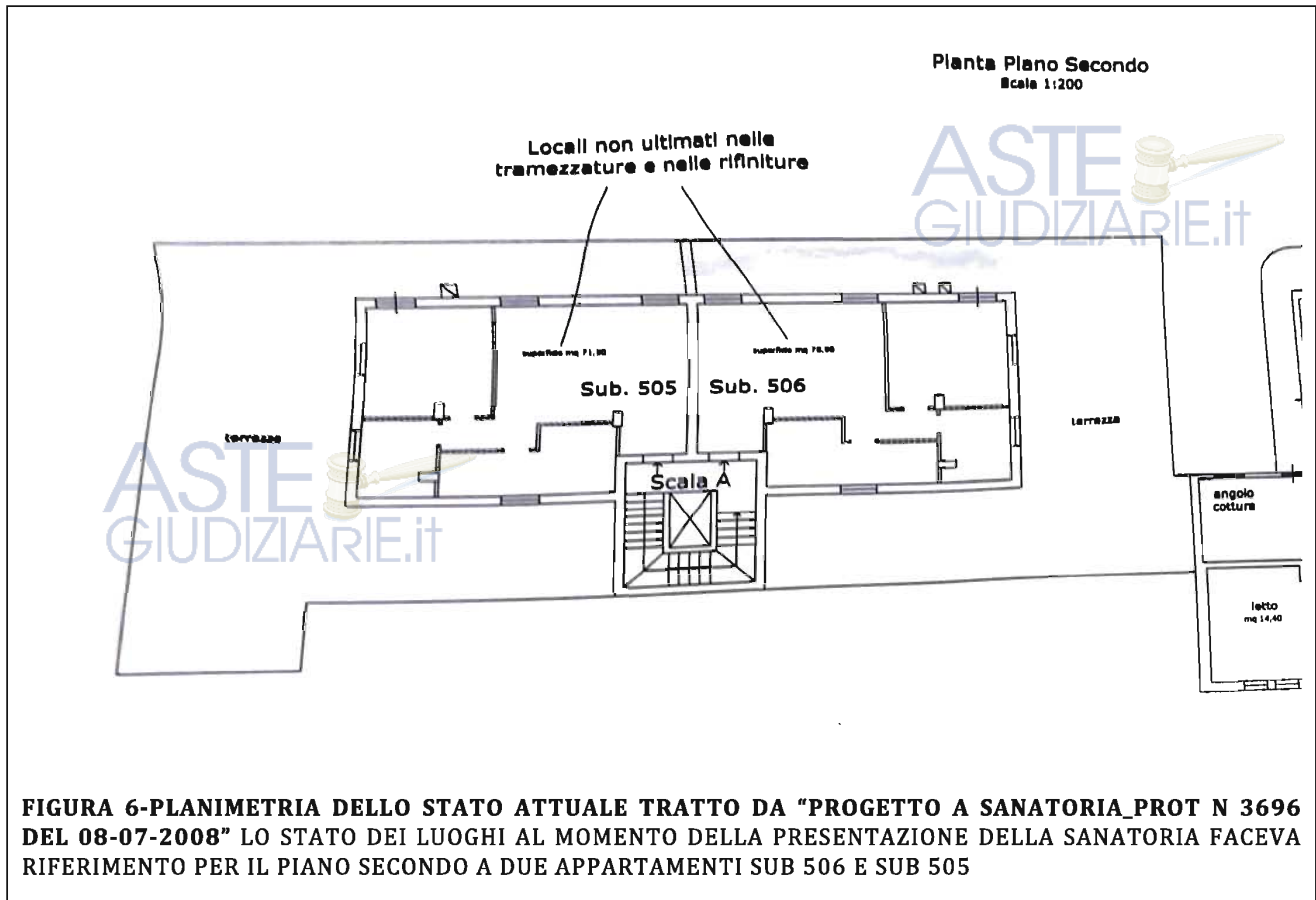 Pianta Piano Secondo
Scala 1:200
Locali non ultimati nelle
tramezzature e nelle rifiniture
ASTE
GIUDIZIARIE.it
Sub. 505
Sub. 506
terrazza
terrazza
Scala A
ASTE
GIUDIZIARIE.it
angolo
cottura
letto
mq 14,40
FIGURA 6-PLANIMETRIA DELLO STATO ATTUALE TRATTO DA "PROGETTO A SANATORIA_PROT N 3696
DEL 08-07-2008" LO STATO DEI LUOGHI AL MOMENTO DELLA PRESENTAZIONE DELLA SANATORIA FACEVA
RIFERIMENTO PER IL PIANO SECONDO A DUE APPARTAMENTI SUB 506 E SUB 505